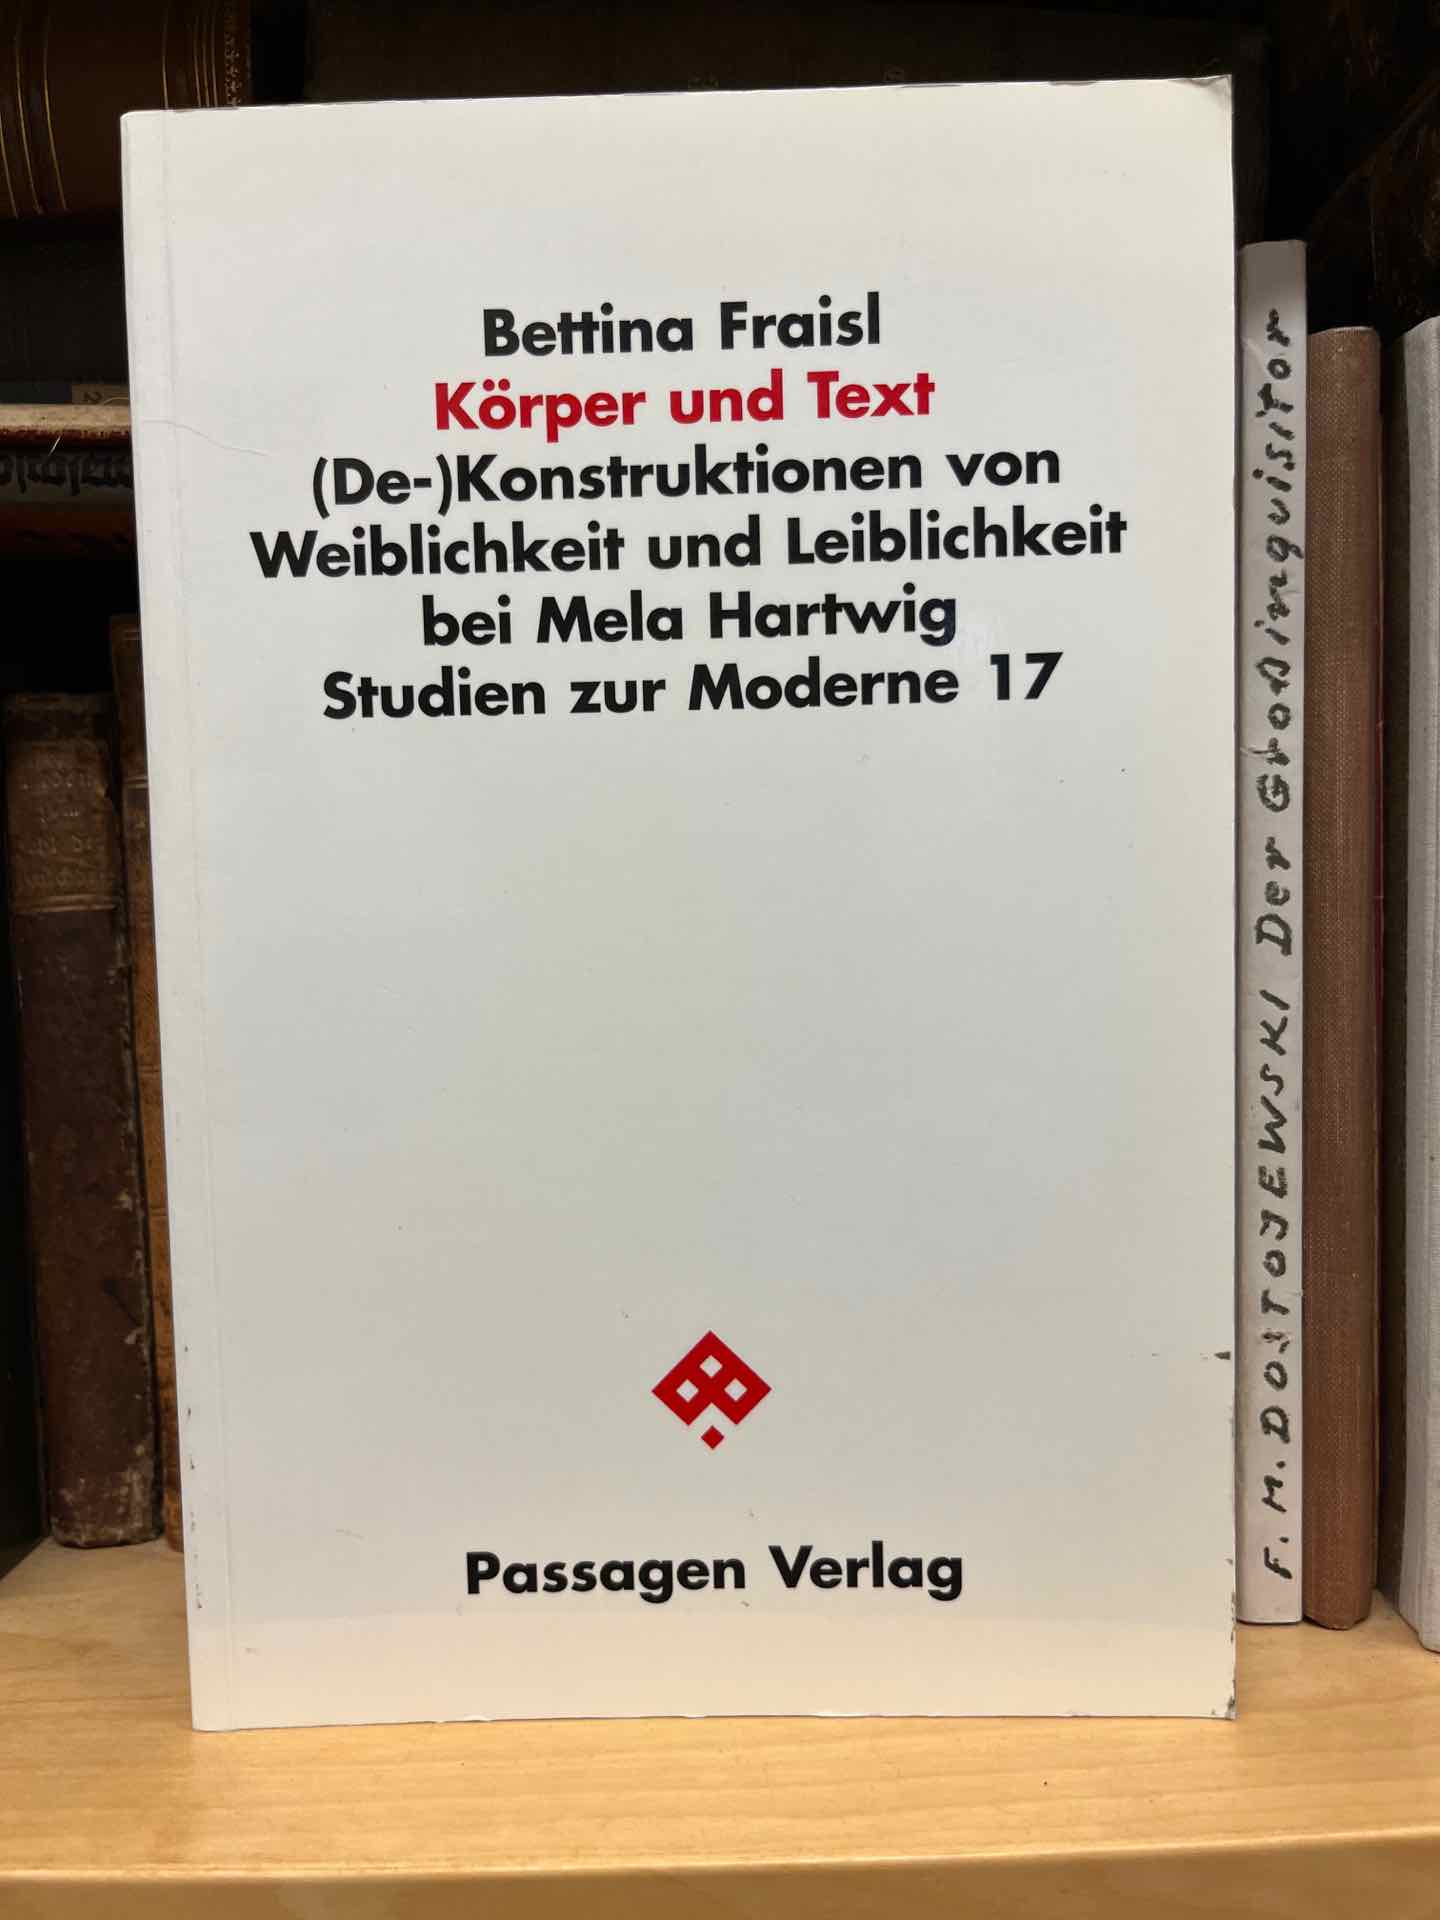 Bettina Fraisl
Körper und Text
(De-)Konstruktionen von
Weiblichkeit und Leiblichkeit
bei Mela Hartwig
Studien zur Moderne 17
Passagen Verlag
F. M. DOSTOJEWSKI Der Großinquisitor